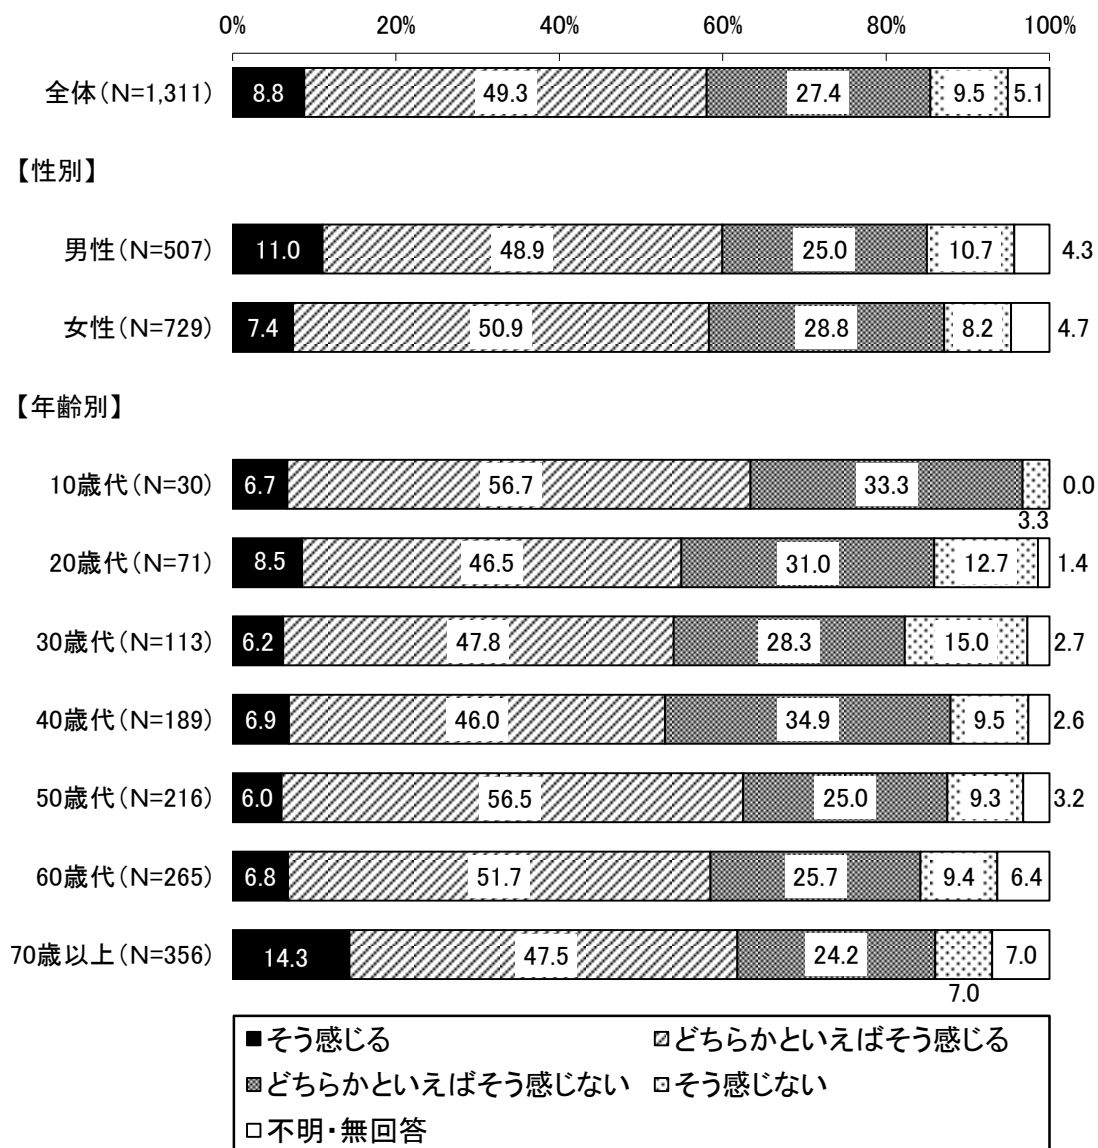 0% 20% 40% 60% 80% 100%
全体(N=1,311) 8.8 49.3 27.4 9.5 5.1
【性別】
男性(N=507) 11.0 48.9 25.0 10.7 4.3
女性(N=729) 7.4 50.9 28.8 8.2 4.7
【年齢別】
10歳代(N=30) 6.7 56.7 33.3 0.0
3.3
20歳代(N=71) 8.5 46.5 31.0 12.7 1.4
30歳代(N=113) 6.2 47.8 28.3 15.0 2.7
40歳代(N=189) 6.9 46.0 34.9 9.5 2.6
50歳代(N=216) 6.0 56.5 25.0 9.3 3.2
60歳代(N=265) 6.8 51.7 25.7 9.4 6.4
70歳以上(N=356) 14.3 47.5 24.2 7.0
7.0
そう感じる どちらかといえばそう感じる
どちらかといえばそう感じない そう感じない
不明・無回答